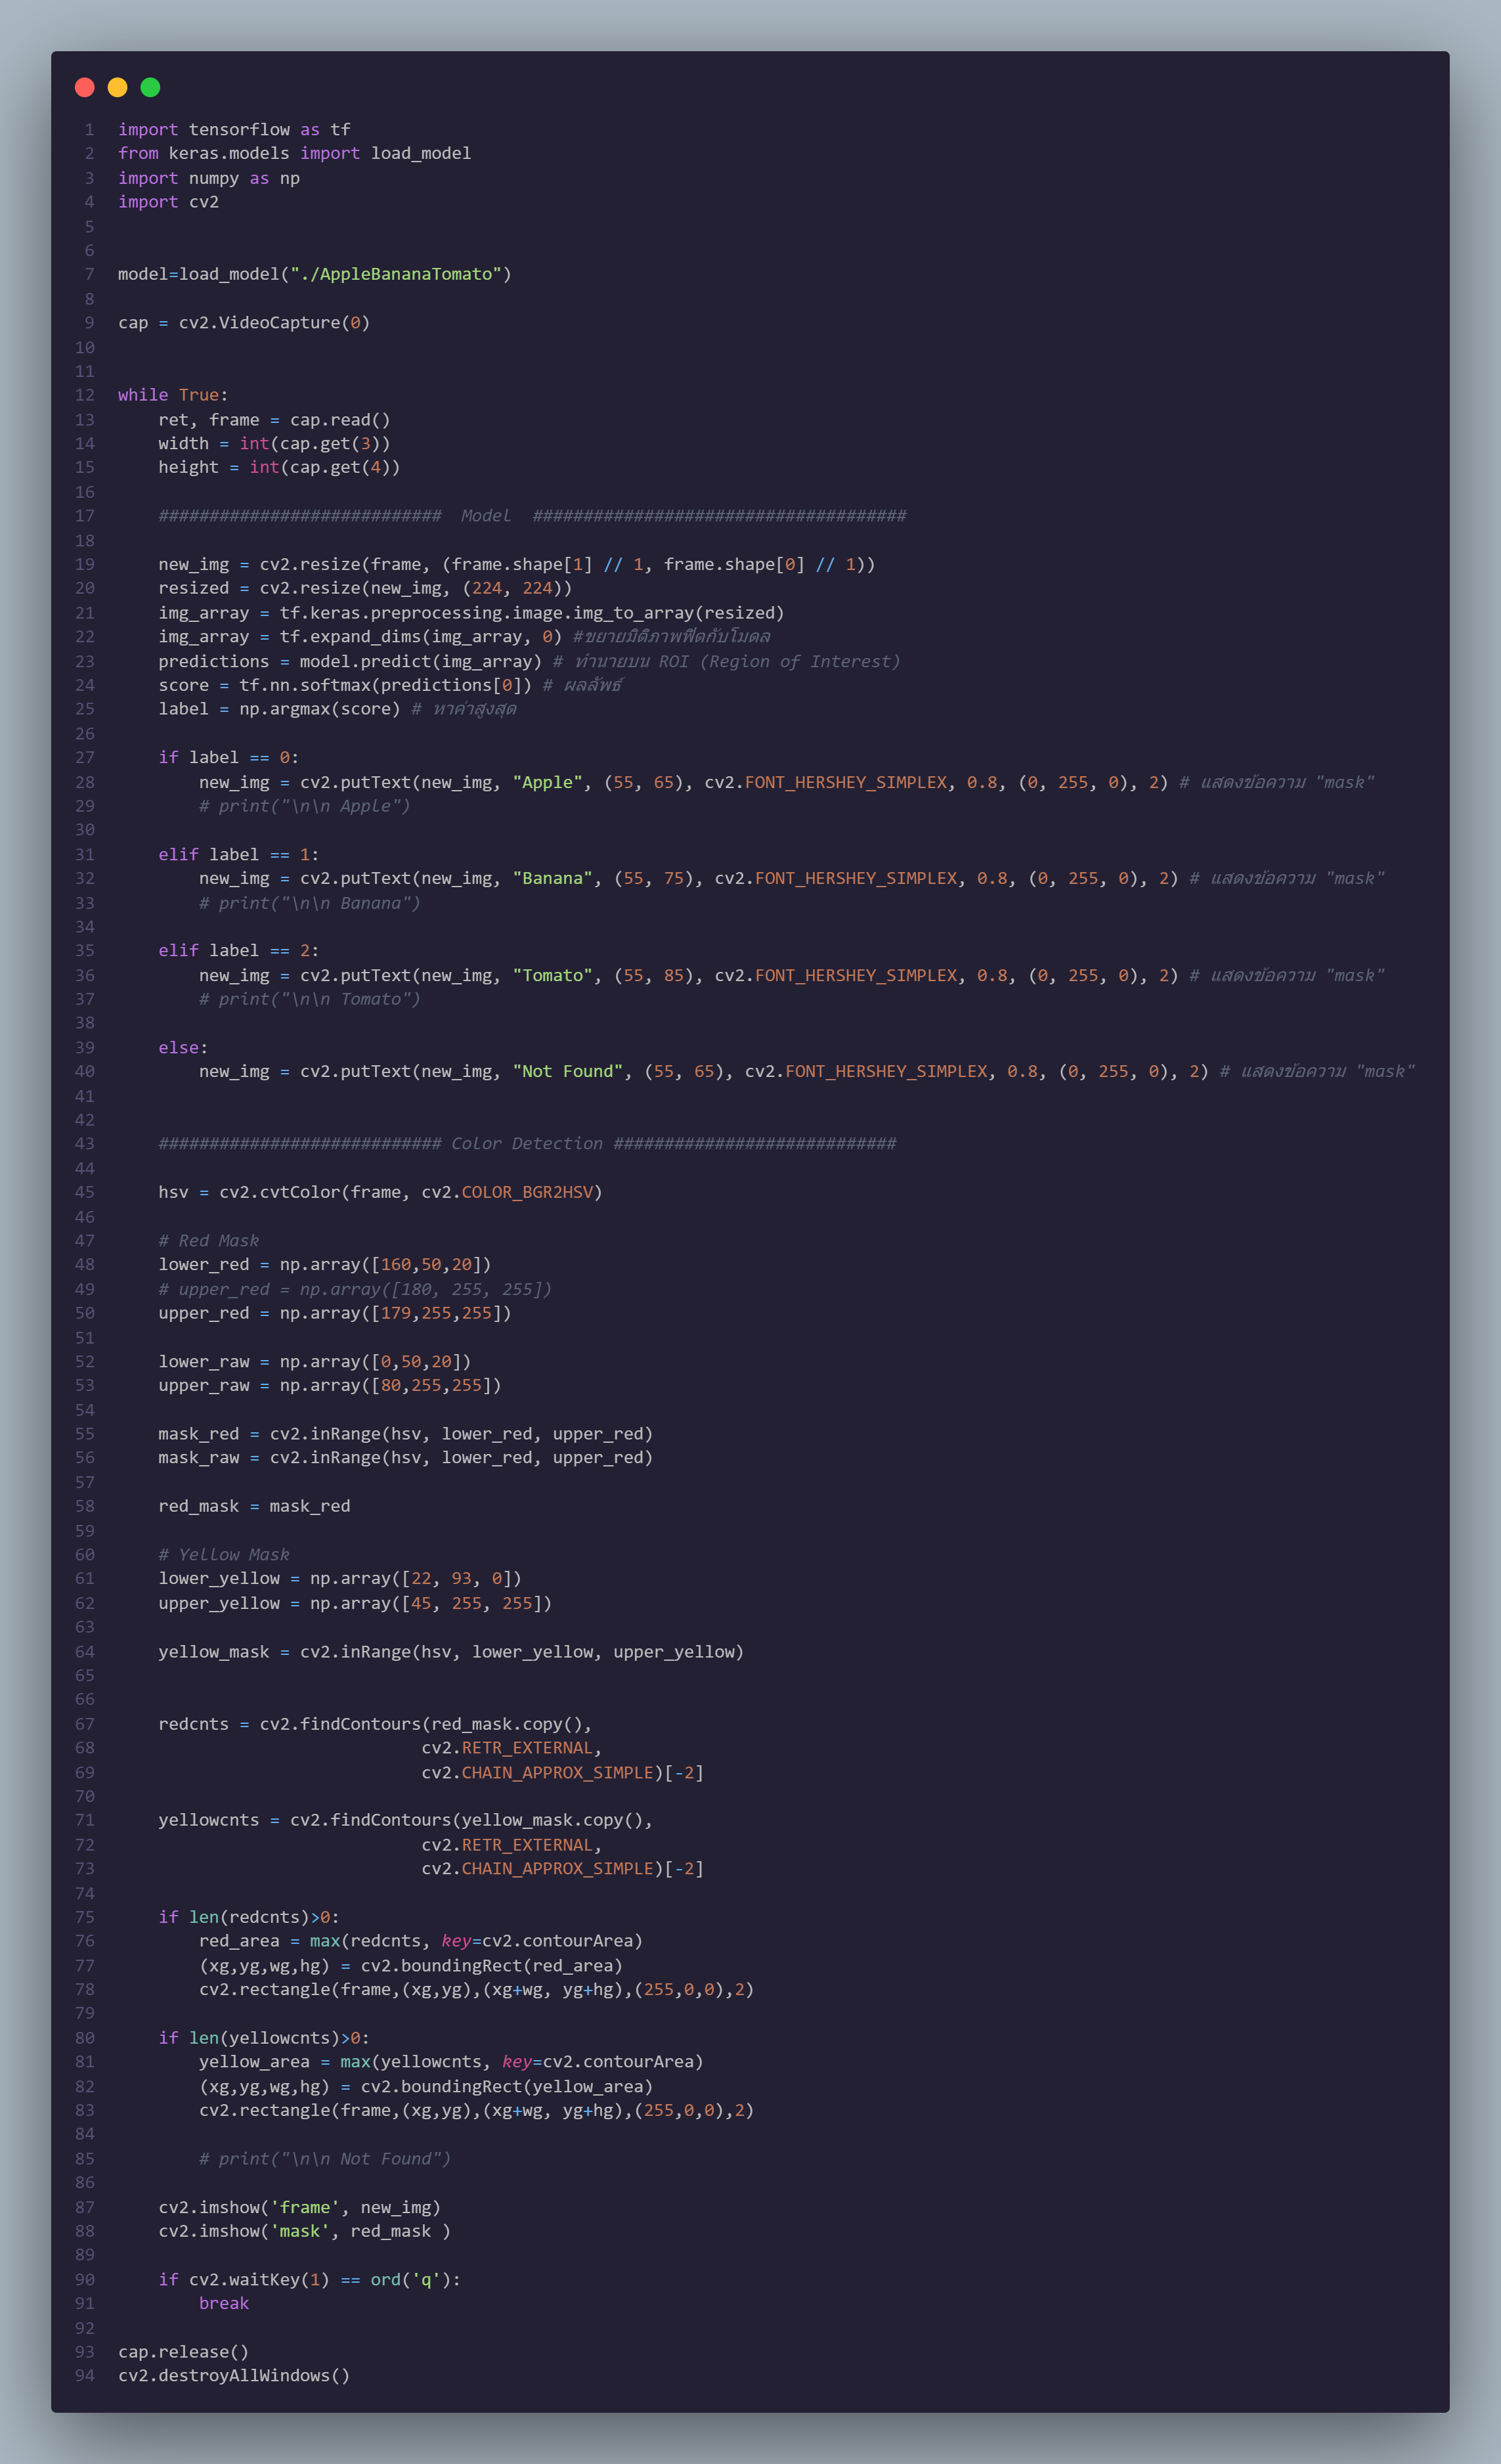 1 import tensorflow as tf
2 from keras.models import load_model
3 import numpy as np
4 import cv2
5
6
7 model=load_model("./AppleBananaTomato")
8
9 cap = cv2.VideoCapture(0)
10
11
12 while True:
13     ret, frame = cap.read()
14     width = int(cap.get(3))
15     height = int(cap.get(4))
16
17     ############################  Model  #####################################
18
19     new_img = cv2.resize(frame, (frame.shape[1] // 1, frame.shape[0] // 1))
20     resized = cv2.resize(new_img, (224, 224))
21     img_array = tf.keras.preprocessing.image.img_to_array(resized)
22     img_array = tf.expand_dims(img_array, 0) #ขยายมิติภาพฟิตกับโมดล
23     predictions = model.predict(img_array) # ทำนายบน ROI (Region of Interest)
24     score = tf.nn.softmax(predictions[0]) # ผลลัพธ์
25     label = np.argmax(score) # หาค่าสูงสุด
26
27     if label == 0:
28         new_img = cv2.putText(new_img, "Apple", (55, 65), cv2.FONT_HERSHEY_SIMPLEX, 0.8, (0, 255, 0), 2) # แสดงข้อความ "mask"
29         # print("\n\n Apple")
30
31     elif label == 1:
32         new_img = cv2.putText(new_img, "Banana", (55, 75), cv2.FONT_HERSHEY_SIMPLEX, 0.8, (0, 255, 0), 2) # แสดงข้อความ "mask"
33         # print("\n\n Banana")
34
35     elif label == 2:
36         new_img = cv2.putText(new_img, "Tomato", (55, 85), cv2.FONT_HERSHEY_SIMPLEX, 0.8, (0, 255, 0), 2) # แสดงข้อความ "mask"
37         # print("\n\n Tomato")
38
39     else:
40         new_img = cv2.putText(new_img, "Not Found", (55, 65), cv2.FONT_HERSHEY_SIMPLEX, 0.8, (0, 255, 0), 2) # แสดงข้อความ "mask"
41
42
43     ############################ Color Detection ############################
44
45     hsv = cv2.cvtColor(frame, cv2.COLOR_BGR2HSV)
46
47     # Red Mask
48     lower_red = np.array([160,50,20])
49     # upper_red = np.array([180, 255, 255])
50     upper_red = np.array([179,255,255])
51
52     lower_raw = np.array([0,50,20])
53     upper_raw = np.array([80,255,255])
54
55     mask_red = cv2.inRange(hsv, lower_red, upper_red)
56     mask_raw = cv2.inRange(hsv, lower_red, upper_red)
57
58     red_mask = mask_red
59
60     # Yellow Mask
61     lower_yellow = np.array([22, 93, 0])
62     upper_yellow = np.array([45, 255, 255])
63
64     yellow_mask = cv2.inRange(hsv, lower_yellow, upper_yellow)
65
66
67     redcnts = cv2.findContours(red_mask.copy(),
68                               cv2.RETR_EXTERNAL,
69                               cv2.CHAIN_APPROX_SIMPLE)[-2]
70
71     yellowcnts = cv2.findContours(yellow_mask.copy(),
72                               cv2.RETR_EXTERNAL,
73                               cv2.CHAIN_APPROX_SIMPLE)[-2]
74
75     if len(redcnts)>0:
76         red_area = max(redcnts, key=cv2.contourArea)
77         (xg,yg,wg,hg) = cv2.boundingRect(red_area)
78         cv2.rectangle(frame,(xg,yg),(xg+wg, yg+hg),(255,0,0),2)
79
80     if len(yellowcnts)>0:
81         yellow_area = max(yellowcnts, key=cv2.contourArea)
82         (xg,yg,wg,hg) = cv2.boundingRect(yellow_area)
83         cv2.rectangle(frame,(xg,yg),(xg+wg, yg+hg),(255,0,0),2)
84
85         # print("\n\n Not Found")
86
87     cv2.imshow('frame', new_img)
88     cv2.imshow('mask', red_mask )
89
90     if cv2.waitKey(1) == ord('q'):
91         break
92
93 cap.release()
94 cv2.destroyAllWindows()